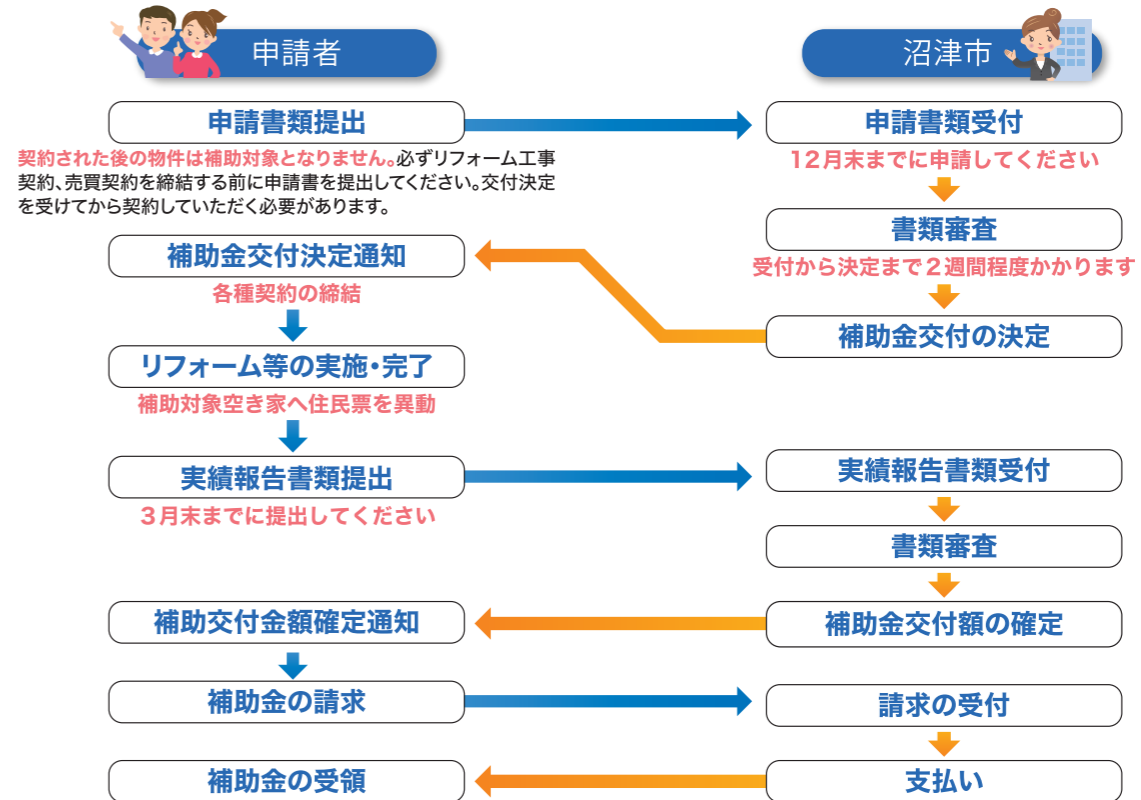 申請者
沼津市
申請書類提出
申請書類受付
契約された後の物件は補助対象となりません。必ずリフォーム工事
契約、売買契約を締結する前に申請書を提出してください。交付決定
を受けてから契約していただく必要があります。
12月末までに申請してください
書類審査
受付から決定まで2週間程度かかります
補助金交付決定通知
各種契約の締結
補助金交付の決定
リフォーム等の実施・完了
補助対象空き家へ住民票を異動
実績報告書類提出
3月末までに提出してください
実績報告書類受付
書類審査
補助交付金額確定通知
補助金交付額の確定
補助金の請求
請求の受付
補助金の受領
支払い